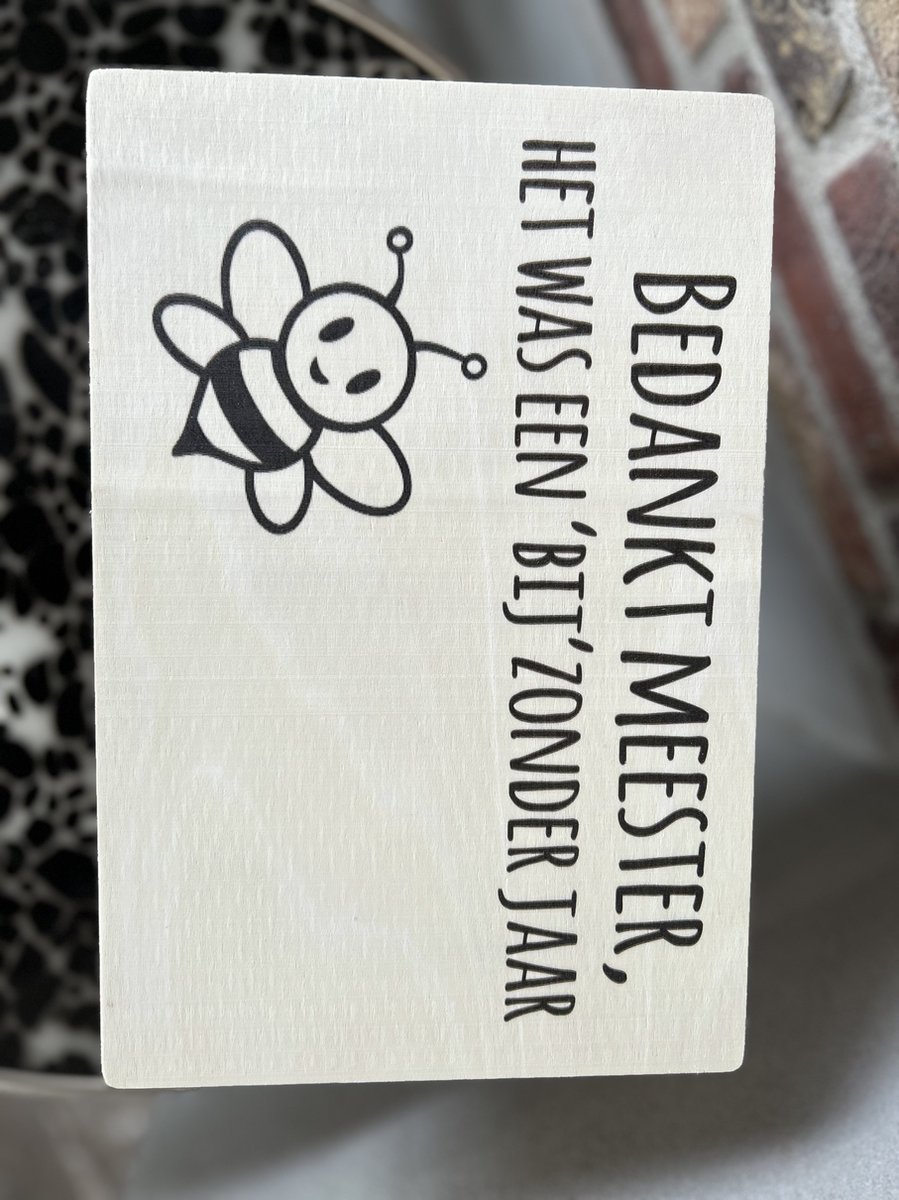 BEDANKT MEESTER,
HET WAS EEN 'BIJ'ZONDER JAAR